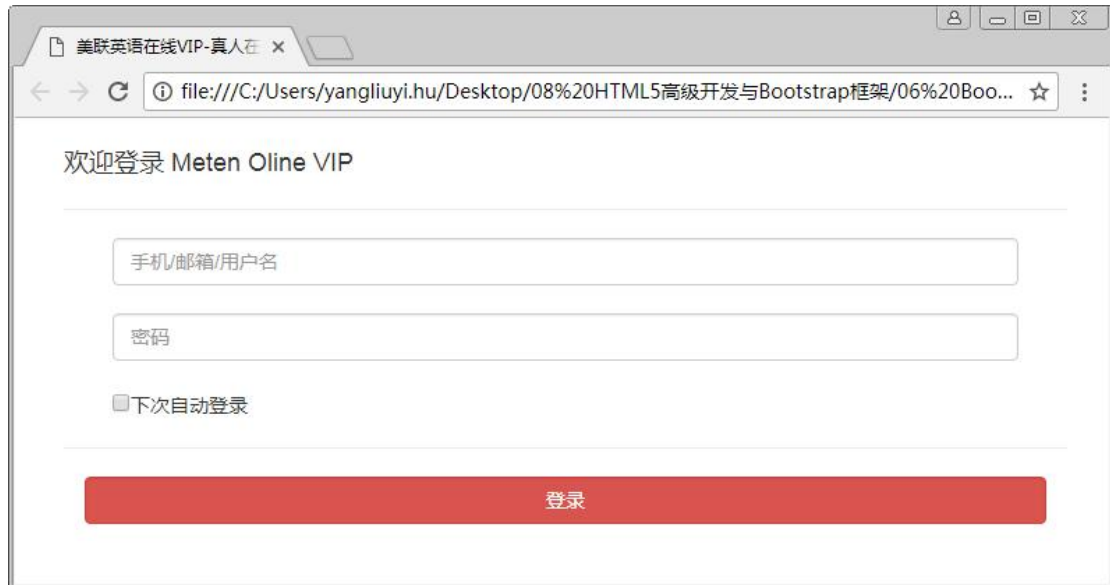 美联英语在线VIP-真人在
file:///C:/Users/yangliuyi.hu/Desktop/08%20HTML5高级开发与Bootstrap框架/06%20Boo...
欢迎登录 Meten Oline VIP
手机/邮箱/用户名
密码
下次自动登录
登录